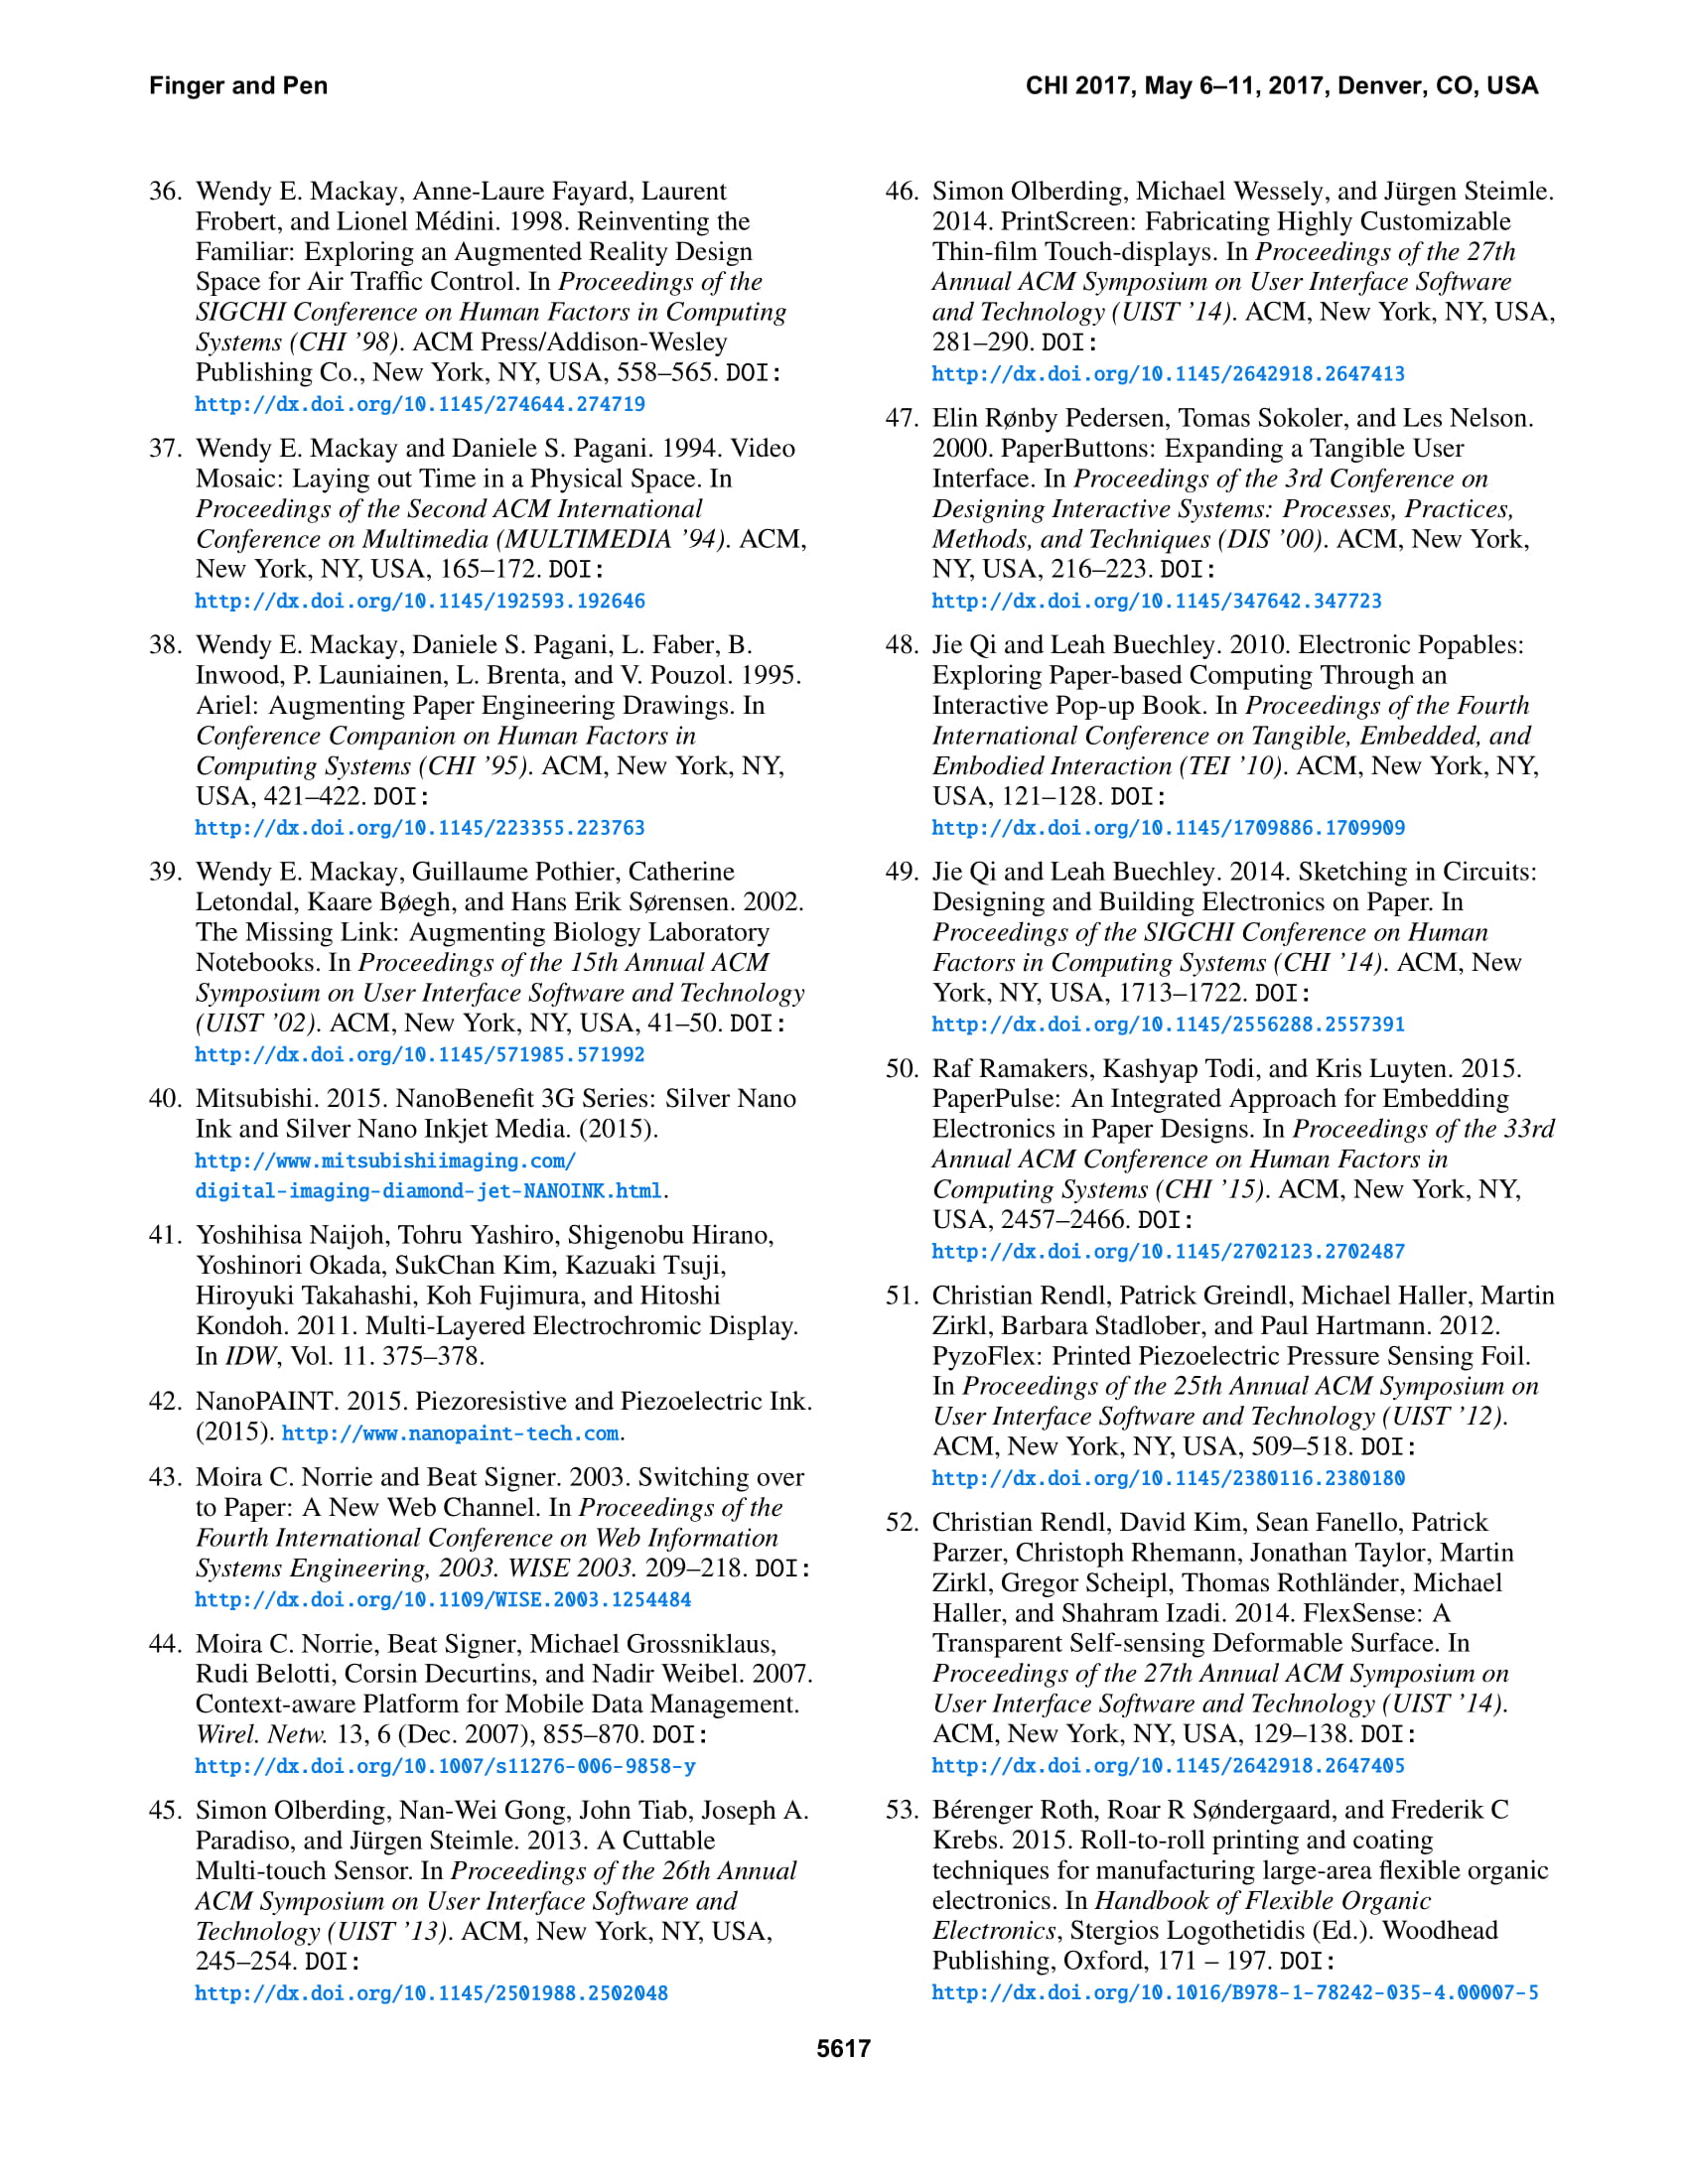 Finger and Pen
CHI 2017, May 6–11, 2017, Denver, CO, USA
36. Wendy E. Mackay, Anne-Laure Fayard, Laurent
Frobert, and Lionel Médini. 1998. Reinventing the
Familiar: Exploring an Augmented Reality Design
Space for Air Traffic Control. In Proceedings of the
SIGCHI Conference on Human Factors in Computing
Systems (CHI ’98). ACM Press/Addison-Wesley
Publishing Co., New York, NY, USA, 558–565. DOI:
http://dx.doi.org/10.1145/274644.274719
37. Wendy E. Mackay and Daniele S. Pagani. 1994. Video
Mosaic: Laying out Time in a Physical Space. In
Proceedings of the Second ACM International
Conference on Multimedia (MULTIMEDIA ’94). ACM,
New York, NY, USA, 165–172. DOI:
http://dx.doi.org/10.1145/192593.192646
38. Wendy E. Mackay, Daniele S. Pagani, L. Faber, B.
Inwood, P. Launiainen, L. Brenta, and V. Pouzol. 1995.
Ariel: Augmenting Paper Engineering Drawings. In
Conference Companion on Human Factors in
Computing Systems (CHI ’95). ACM, New York, NY,
USA, 421–422. DOI:
http://dx.doi.org/10.1145/223355.223763
39. Wendy E. Mackay, Guillaume Pothier, Catherine
Letondal, Kaare Bøegh, and Hans Erik Sørensen. 2002.
The Missing Link: Augmenting Biology Laboratory
Notebooks. In Proceedings of the 15th Annual ACM
Symposium on User Interface Software and Technology
(UIST ’02). ACM, New York, NY, USA, 41–50. DOI:
http://dx.doi.org/10.1145/571985.571992
40. Mitsubishi. 2015. NanoBenefit 3G Series: Silver Nano
Ink and Silver Nano Inkjet Media. (2015).
http://www.mitsubishiimaging.com/
digital-imaging-diamond-jet-NANOINK.html.
41. Yoshihisa Naijoh, Tohru Yashiro, Shigenobu Hirano,
Yoshinori Okada, SukChan Kim, Kazuaki Tsuji,
Hiroyuki Takahashi, Koh Fujimura, and Hitoshi
Kondoh. 2011. Multi-Layered Electrochromic Display.
In IDW, Vol. 11. 375–378.
42. NanoPAINT. 2015. Piezoresistive and Piezoelectric Ink.
(2015). http://www.nanopaint-tech.com.
43. Moira C. Norrie and Beat Signer. 2003. Switching over
to Paper: A New Web Channel. In Proceedings of the
Fourth International Conference on Web Information
Systems Engineering, 2003. WISE 2003. 209–218. DOI:
http://dx.doi.org/10.1109/WISE.2003.1254484
44. Moira C. Norrie, Beat Signer, Michael Grossniklaus,
Rudi Belotti, Corsin Decurtins, and Nadir Weibel. 2007.
Context-aware Platform for Mobile Data Management.
Wirel. Netw. 13, 6 (Dec. 2007), 855–870. DOI:
http://dx.doi.org/10.1007/s11276-006-9858-y
45. Simon Olberding, Nan-Wei Gong, John Tiab, Joseph A.
Paradiso, and Jürgen Steimle. 2013. A Cuttable
Multi-touch Sensor. In Proceedings of the 26th Annual
ACM Symposium on User Interface Software and
Technology (UIST ’13). ACM, New York, NY, USA,
245–254. DOI:
http://dx.doi.org/10.1145/2501988.2502048
46. Simon Olberding, Michael Wessely, and Jürgen Steimle.
2014. PrintScreen: Fabricating Highly Customizable
Thin-film Touch-displays. In Proceedings of the 27th
Annual ACM Symposium on User Interface Software
and Technology (UIST ’14). ACM, New York, NY, USA,
281–290. DOI:
http://dx.doi.org/10.1145/2642918.2647413
47. Elin Rønby Pedersen, Tomas Sokoler, and Les Nelson.
2000. PaperButtons: Expanding a Tangible User
Interface. In Proceedings of the 3rd Conference on
Designing Interactive Systems: Processes, Practices,
Methods, and Techniques (DIS ’00). ACM, New York,
NY, USA, 216–223. DOI:
http://dx.doi.org/10.1145/347642.347723
48. Jie Qi and Leah Buechley. 2010. Electronic Popables:
Exploring Paper-based Computing Through an
Interactive Pop-up Book. In Proceedings of the Fourth
International Conference on Tangible, Embedded, and
Embodied Interaction (TEI ’10). ACM, New York, NY,
USA, 121–128. DOI:
http://dx.doi.org/10.1145/1709886.1709909
49. Jie Qi and Leah Buechley. 2014. Sketching in Circuits:
Designing and Building Electronics on Paper. In
Proceedings of the SIGCHI Conference on Human
Factors in Computing Systems (CHI ’14). ACM, New
York, NY, USA, 1713–1722. DOI:
http://dx.doi.org/10.1145/2556288.2557391
50. Raf Ramakers, Kashyap Todi, and Kris Luyten. 2015.
PaperPulse: An Integrated Approach for Embedding
Electronics in Paper Designs. In Proceedings of the 33rd
Annual ACM Conference on Human Factors in
Computing Systems (CHI ’15). ACM, New York, NY,
USA, 2457–2466. DOI:
http://dx.doi.org/10.1145/2702123.2702487
51. Christian Rendl, Patrick Greindl, Michael Haller, Martin
Zirkl, Barbara Stadlober, and Paul Hartmann. 2012.
PyzoFlex: Printed Piezoelectric Pressure Sensing Foil.
In Proceedings of the 25th Annual ACM Symposium on
User Interface Software and Technology (UIST ’12).
ACM, New York, NY, USA, 509–518. DOI:
http://dx.doi.org/10.1145/2380116.2380180
52. Christian Rendl, David Kim, Sean Fanello, Patrick
Parzer, Christoph Rhemann, Jonathan Taylor, Martin
Zirkl, Gregor Scheipl, Thomas Rothländer, Michael
Haller, and Shahram Izadi. 2014. FlexSense: A
Transparent Self-sensing Deformable Surface. In
Proceedings of the 27th Annual ACM Symposium on
User Interface Software and Technology (UIST ’14).
ACM, New York, NY, USA, 129–138. DOI:
http://dx.doi.org/10.1145/2642918.2647405
53. Bérenger Roth, Roar R Søndergaard, and Frederik C
Krebs. 2015. Roll-to-roll printing and coating
techniques for manufacturing large-area flexible organic
electronics. In Handbook of Flexible Organic
Electronics, Stergios Logothetidis (Ed.). Woodhead
Publishing, Oxford, 171 – 197. DOI:
http://dx.doi.org/10.1016/B978-1-78242-035-4.00007-5
5617